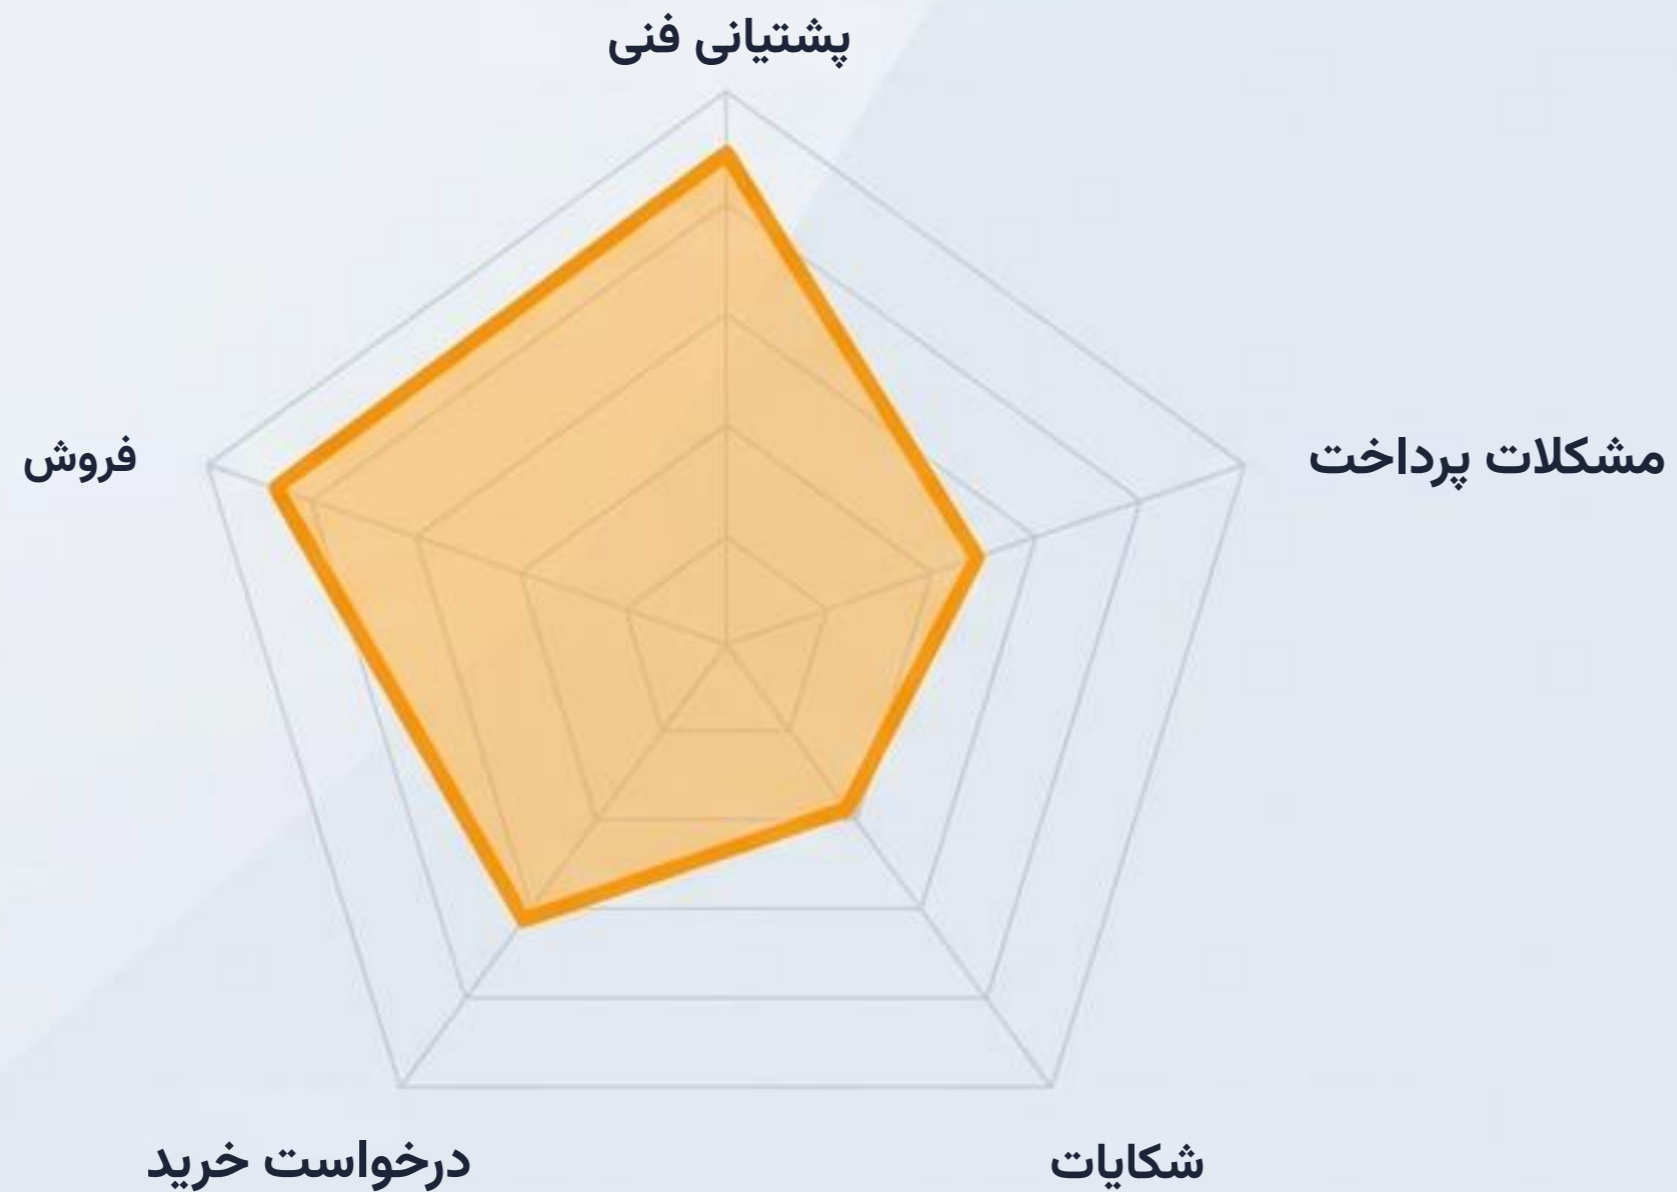 پشتیانی فنی
مشکلات پرداخت
فروش
شکایات
درخواست خرید